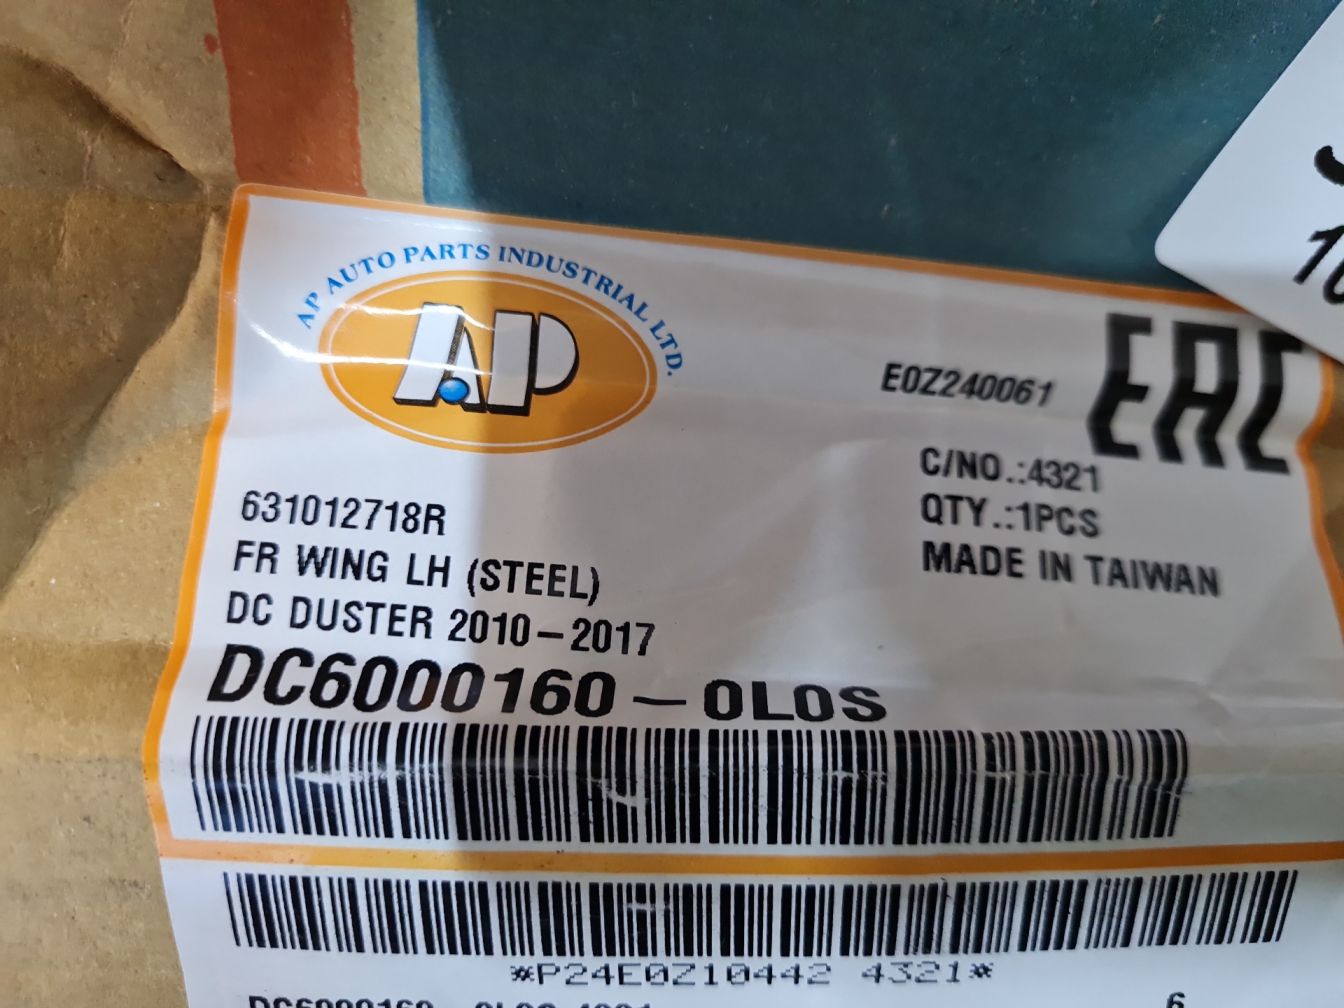 AP AUTO PARTS INDUSTRIAL LTD.
AP
E0Z240061
EAC
C/NO.:4321
QTY.:1PCS
MADE IN TAIWAN
631012718R
FR WING LH (STEEL)
DC DUSTER 2010-2017
DC6000160-0L0S
*P24E0Z10442 4321*